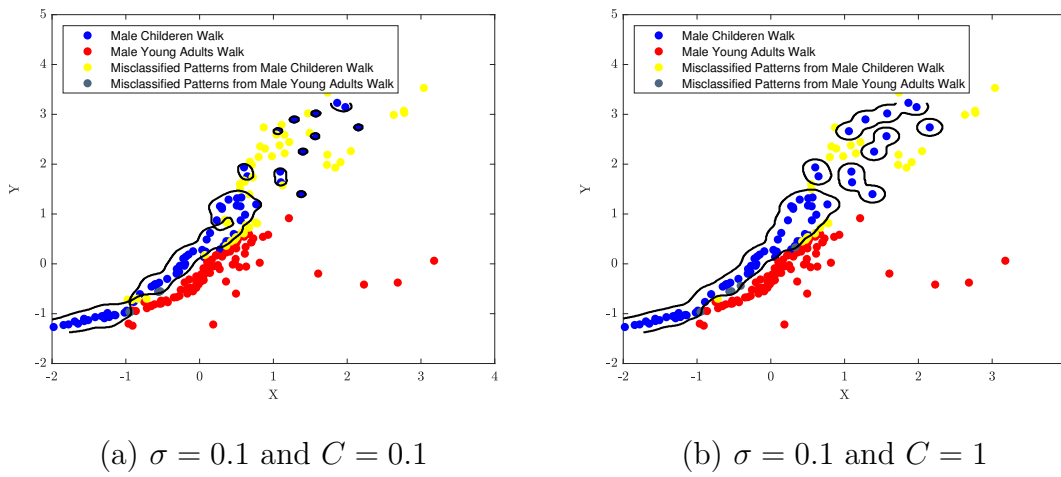 5
4
3
2
1
0
-1
-2
-2
-1
0
1
2
3
4
X
Y
Male Childeren Walk
Male Young Adults Walk
Misclassified Patterns from Male Childeren Walk
Misclassified Patterns from Male Young Adults Walk
(a) σ = 0.1 and C = 0.1
5
4
3
2
1
0
-1
-2
-2
-1
0
1
2
3
X
Y
Male Childeren Walk
Male Young Adults Walk
Misclassified Patterns from Male Childeren Walk
Misclassified Patterns from Male Young Adults Walk
(b) σ = 0.1 and C = 1